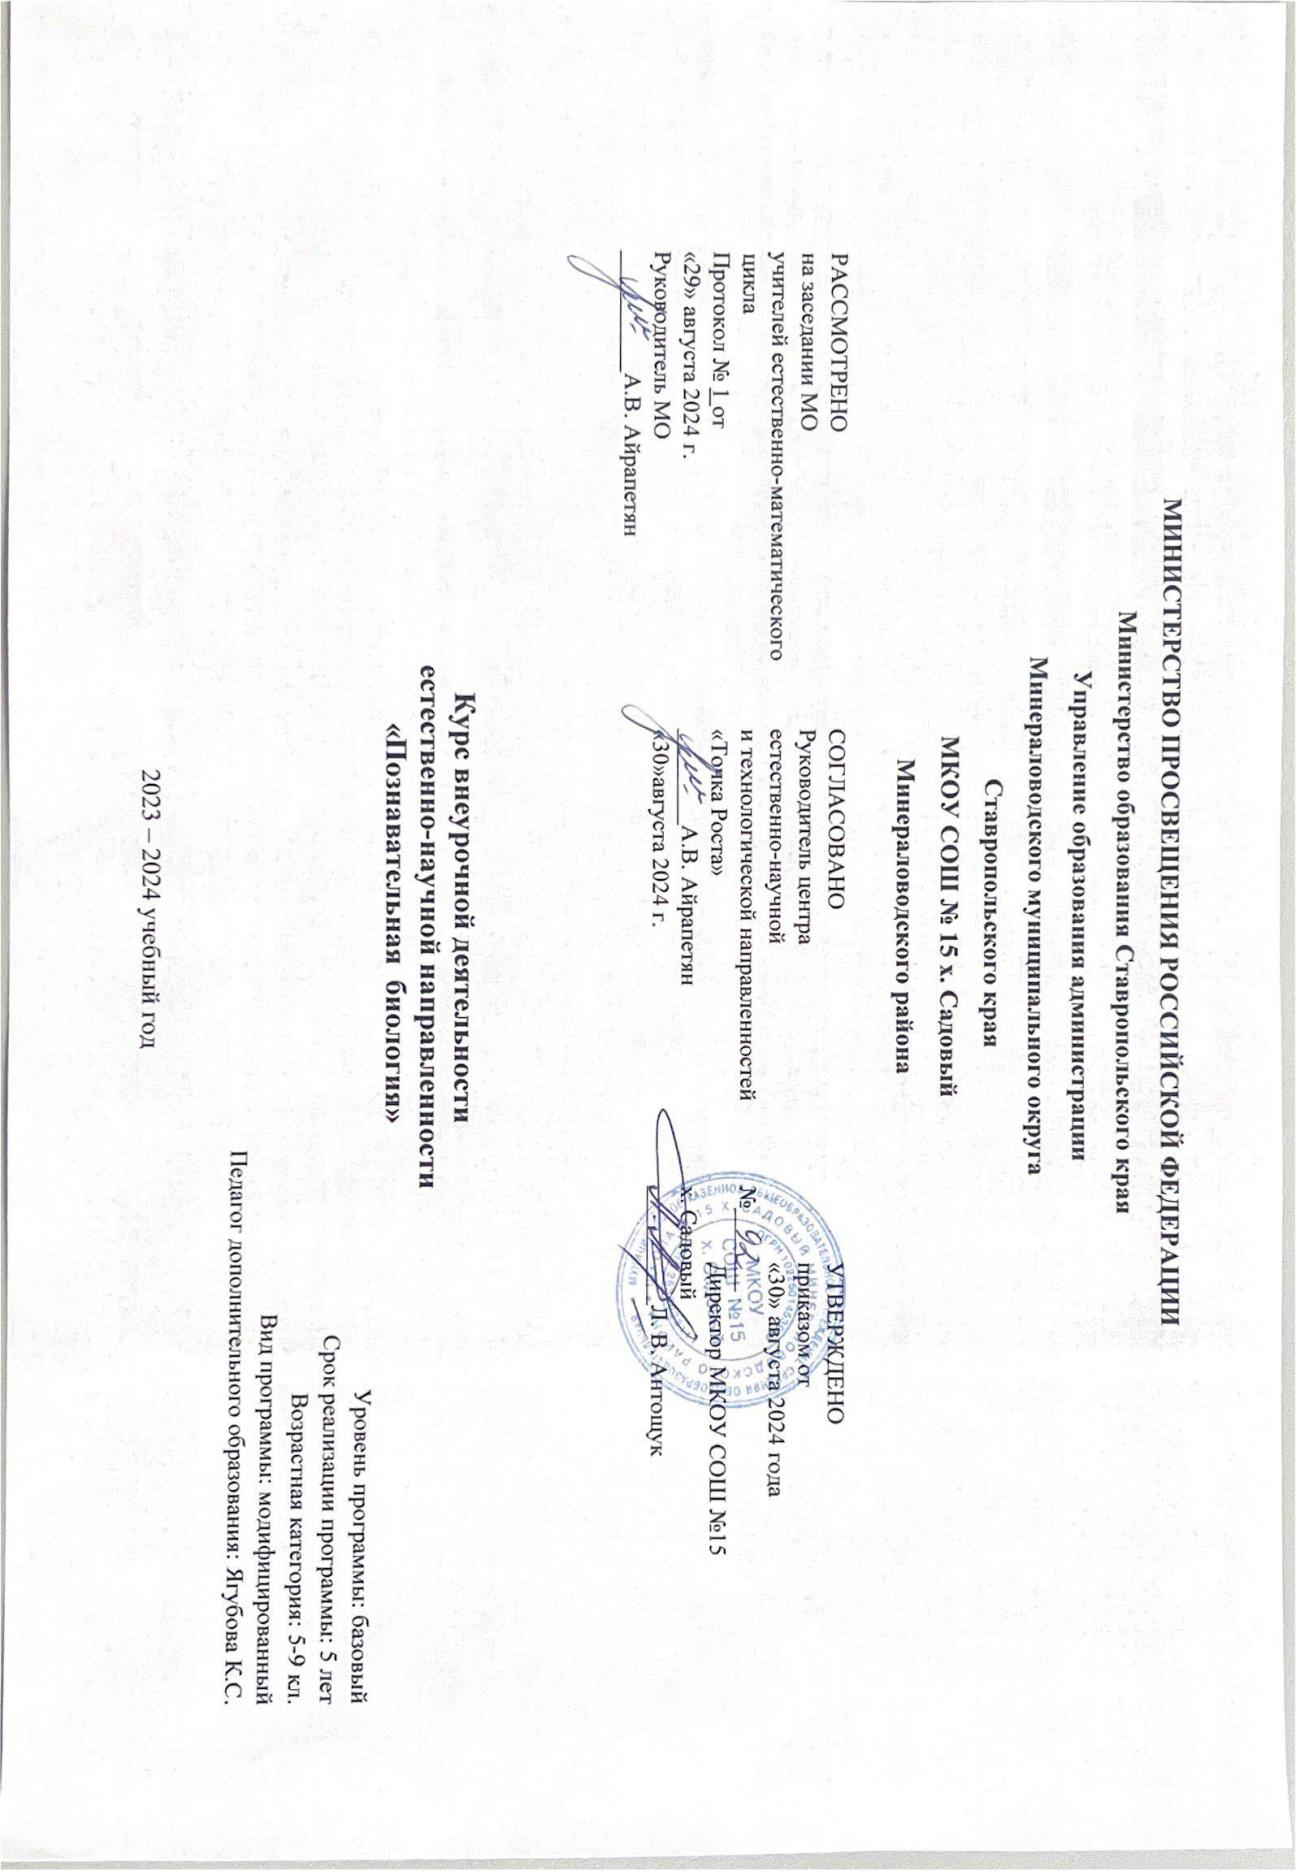 МИНИСТЕРСТВО ПРОСВЕЩЕНИЯ РОССИЙСКОЙ ФЕДЕРАЦИИ
Министерство образования Ставропольского края
Управление образования администрации
Минераловодского муниципального округа
Ставропольского края
МКОУ СОШ № 15 х. Садовый
Минераловодского района
РАССМОТРЕНО
на заседании МО
учителей естественно-математического
цикла
Протокол № 1 от
«29» августа 2024 г.
Руководитель МО
А.В. Айрапетян
СОГЛАСОВАНО
Руководитель центра
естественно-научной
и технологической направленностей
«Точка Роста»
А.В. Айрапетян
«30»августа 2024 г.
УТВЕРЖДЕНО
приказом от
«30» августа 2024 года
№ 92
Директор МКОУ СОШ №15
х. Садовый
Л.В. Антощук
МКОУ
СОШ №15
Курс внеурочной деятельности
естественно-научной направленности
«Познавательная биология»
Уровень программы: базовый
Срок реализации программы: 5 лет
Возрастная категория: 5-9 кл.
Вид программы: модифицированный
Педагог дополнительного образования: Ягубова К.С.
2023 – 2024 учебный год